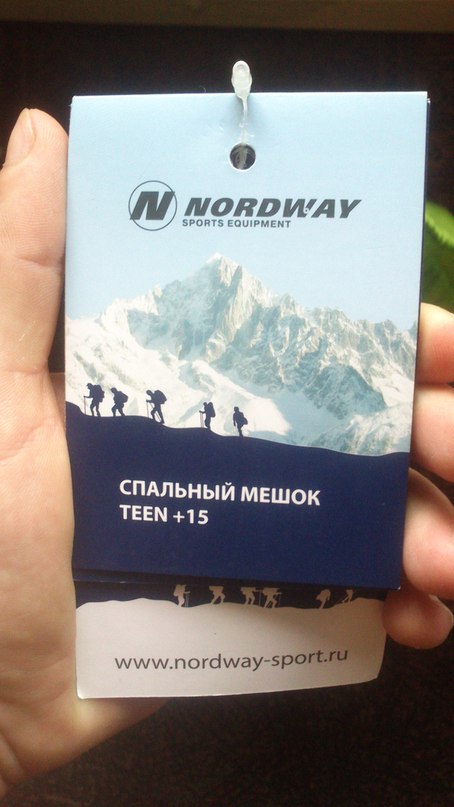 N NORDWAY
SPORTS EQUIPMENT
СПАЛЬНЫЙ МЕШОК
TEEN +15
www.nordway-sport.ru